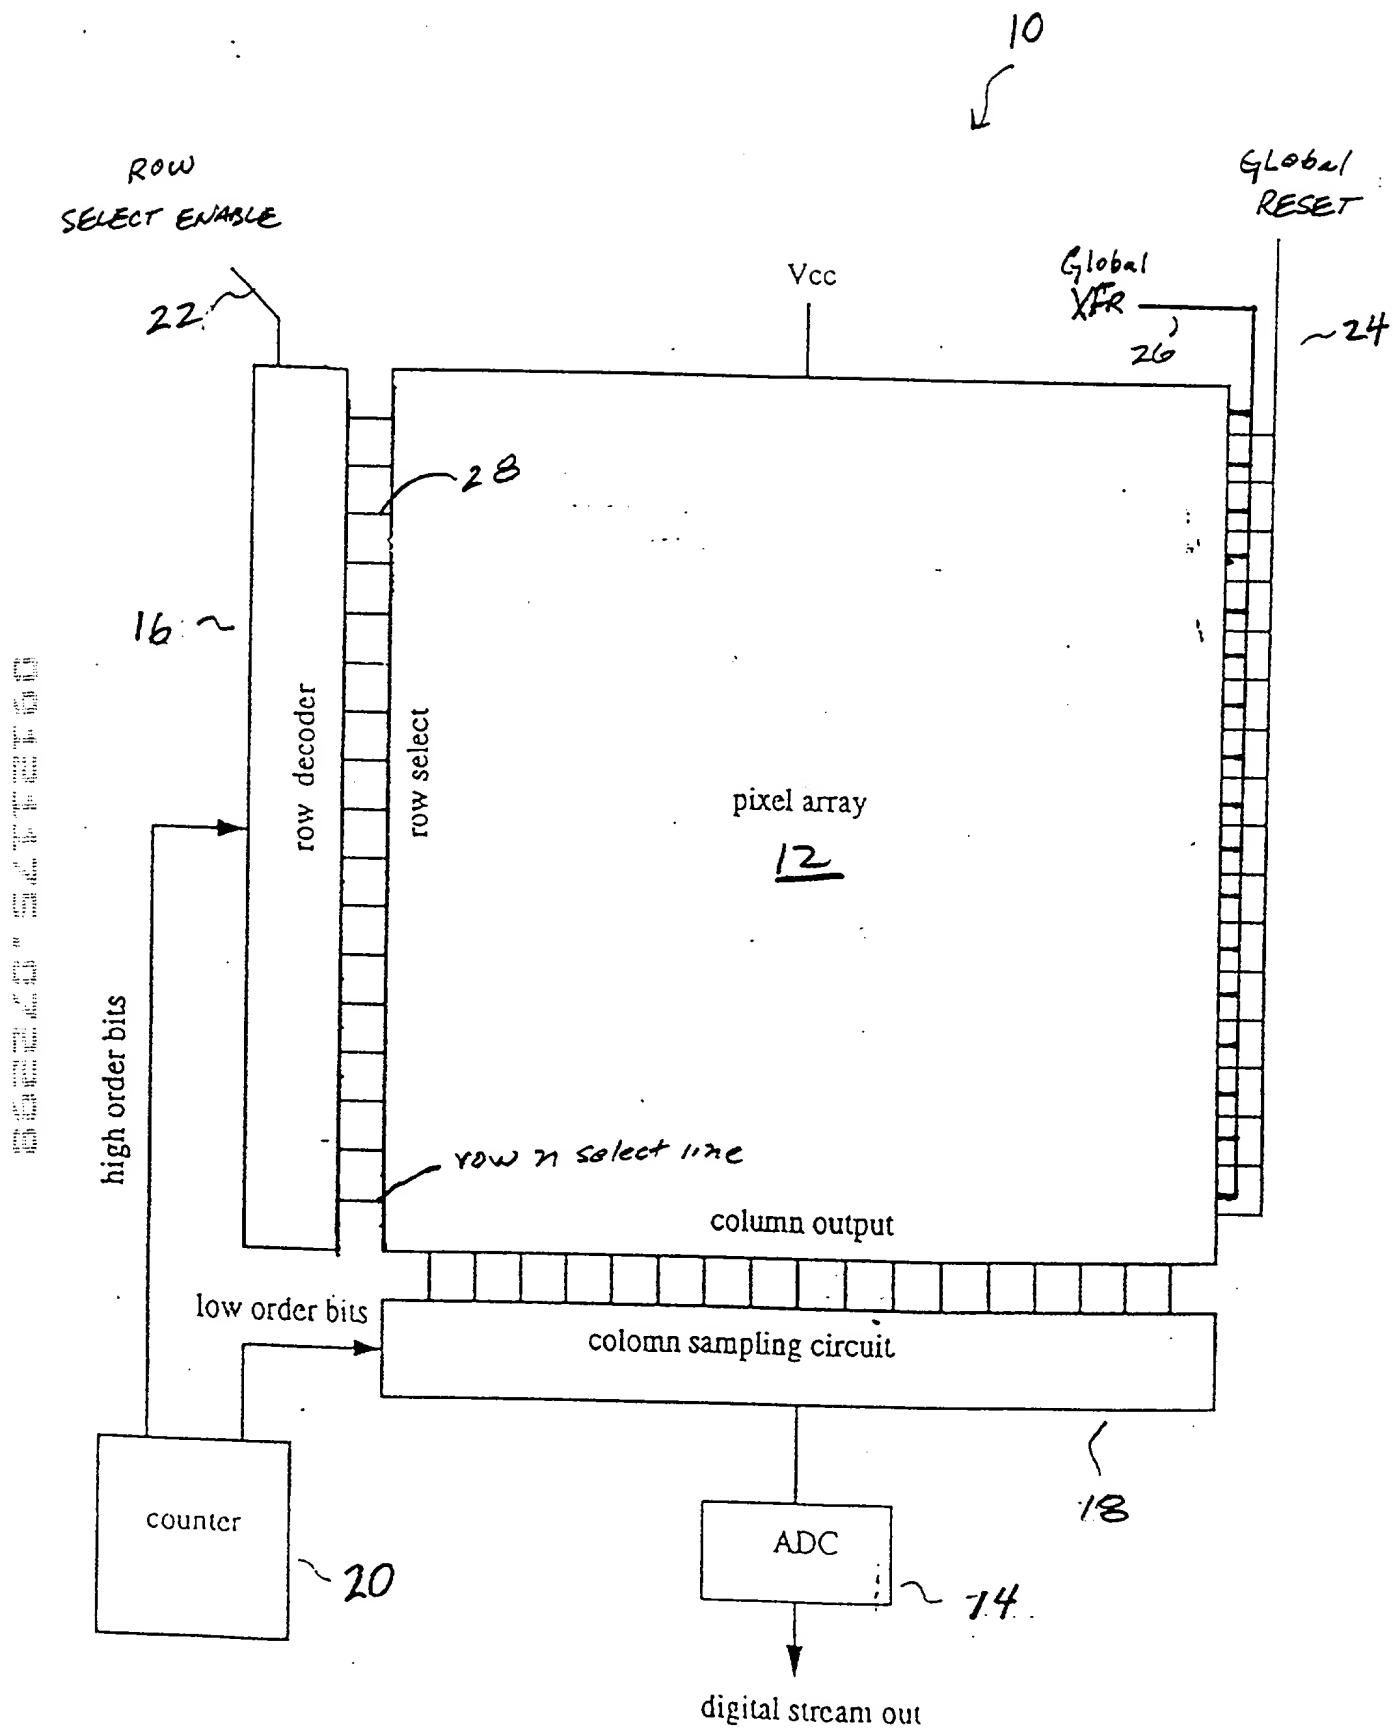 10
ROW
SELECT ENABLE
Global
RESET
Vcc
Global
XFR
22
26
24
28
16
row decoder
row select
pixel array
12
high order bits
row n select line
column output
low order bits
colomn sampling circuit
18
counter
20
ADC
14
digital stream out
09121175.072298